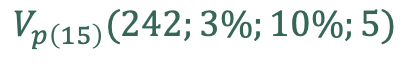 V_{p(15)}(242; 3%; 10%; 5)